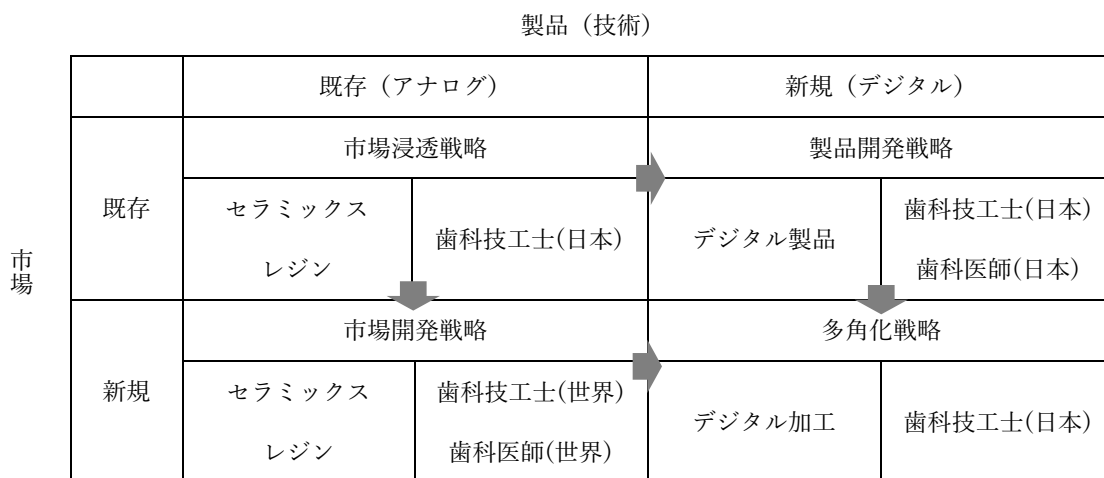 製品（技術）
既存（アナログ）
新規（デジタル）
市場
既存
市場浸透戦略
製品開発戦略
セラミックス
レジン
歯科技工士(日本)
デジタル製品
歯科技工士(日本)
歯科医師(日本)
新規
市場開発戦略
多角化戦略
セラミックス
レジン
歯科技工士(世界)
歯科医師(世界)
デジタル加工
歯科技工士(日本)